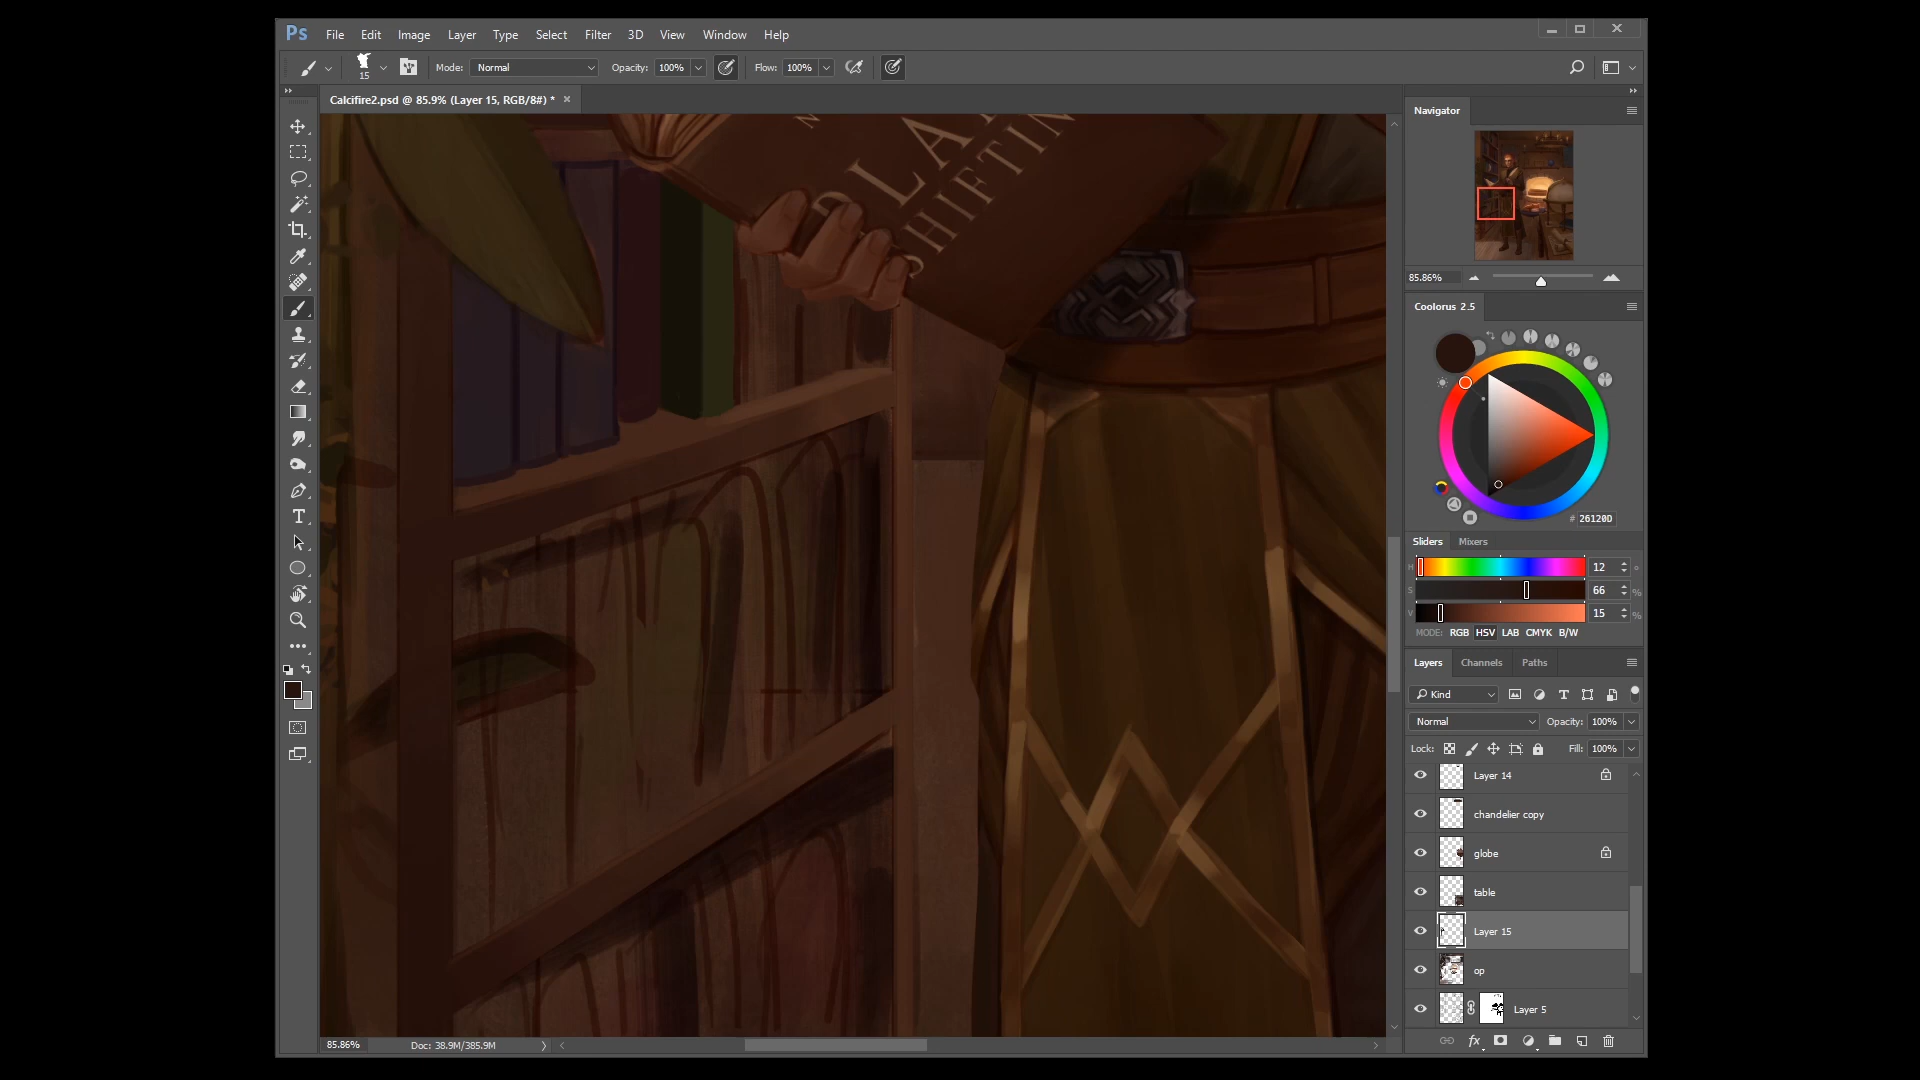 Ps File Edit Image Layer Type Select Filter 3D View Window Help
15 Mode: Normal Opacity: 100% Flow: 100%
Calcifire2.psd @ 85.9% (Layer 15, RGB/8#) * ×
Navigator
85.86%
Coolorus 2.5
# 26120D
Sliders Mixers
H 12 °
S 66 %
V 15 %
MODE: RGB HSV LAB CMYK B/W
Layers Channels Paths
Kind
Normal Opacity: 100%
Lock: Fill: 100%
Layer 14
chandelier copy
globe
table
Layer 15
op
Layer 5
fx
85.86% Doc: 38.9M/385.9M